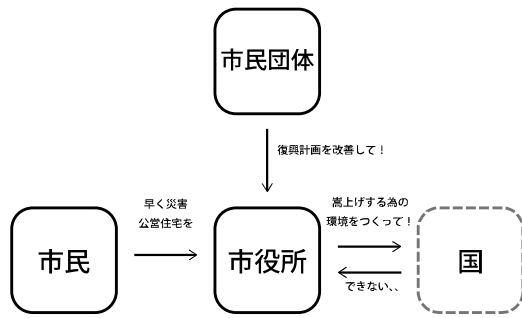 市民団体
復興計画を改善して！
早く災害
公営住宅を
嵩上げする為の
環境をつくって！
市民
市役所
国
できない、、